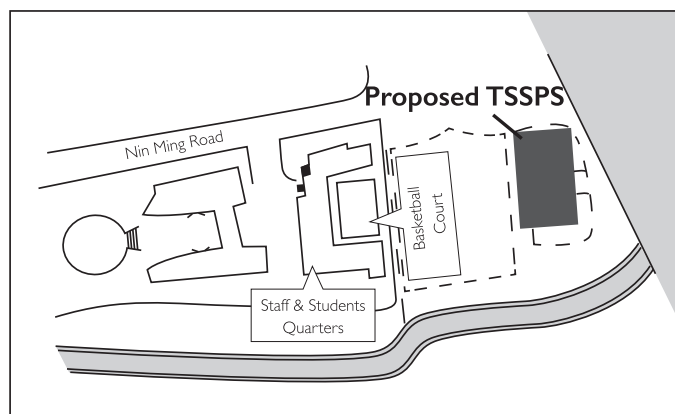 Proposed TSSPS
Nin Ming Road
Basketball
Court
Staff & Students
Quarters